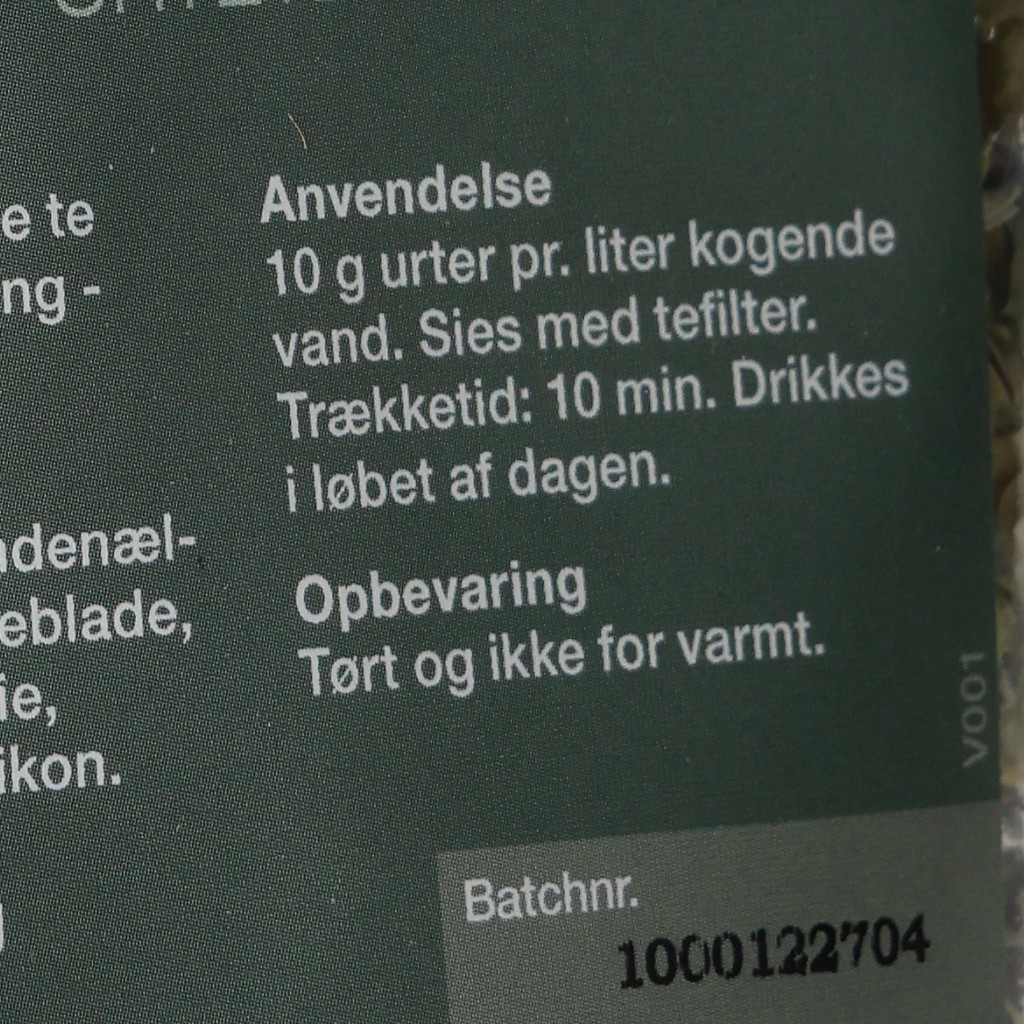 e te
ng -
Anvendelse
10 g urter pr. liter kogende
vand. Sies med tefilter.
Trækketid: 10 min. Drikkes
i løbet af dagen.
denæl-
eblade,
ie,
ikon.
Opbevaring
Tørt og ikke for varmt.
V001
Batchnr.
1000122704